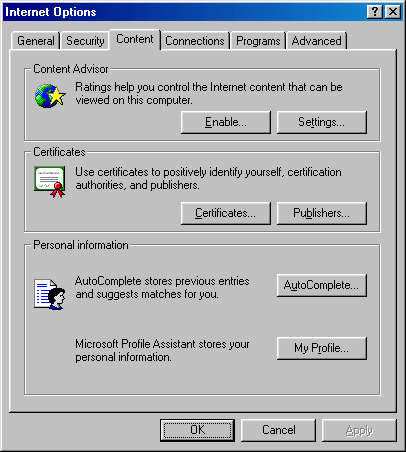 Internet Options
General Security Content Connections Programs Advanced
Content Advisor
Ratings help you control the Internet content that can be
viewed on this computer.
Enable... Settings...
Certificates
Use certificates to positively identify yourself, certification
authorities, and publishers.
Certificates... Publishers...
Personal information
AutoComplete stores previous entries
and suggests matches for you.
AutoComplete...
Microsoft Profile Assistant stores your
personal information.
My Profile...
OK Cancel Apply